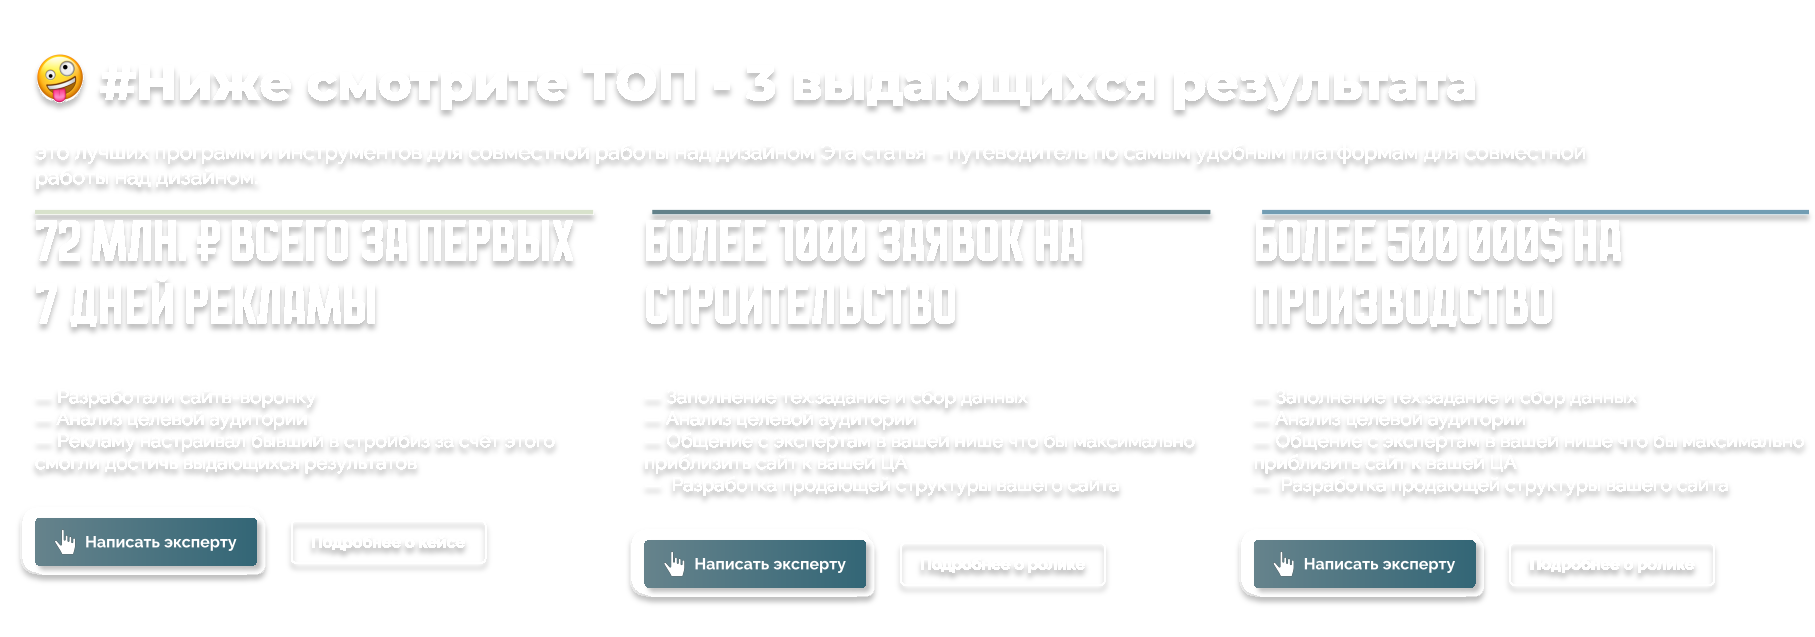 #Ниже смотрите ТОП - 3 выдающихся результата
это лучших программ и инструментов для совместной работы над дизайном. Эта статья – путеводитель по самым удобным платформам для совместной
работы над дизайном.
72 МЛН. ₽ ВСЕГО ЗА ПЕРВЫХ
7 ДНЕЙ РЕКЛАМЫ
— Разработали сайтв-воронку
— Анализ целевой аудитории
— Рекламу настраивал бывший в стройбиз за счет этого
смогли достичь выдающихся результатов
Написать эксперту
Подробнее о кейсе
БОЛЕЕ 1000 ЗАЯВОК НА
СТРОИТЕЛЬСТВО
— Заполнение тех.задание и сбор данных
— Анализ целевой аудитории
— Общение с экспертам в вашей нише что бы максимально
приблизить сайт к вашей ЦА
— Разработка продающей структуры вашего сайта
Написать эксперту
Подробнее о ролике
БОЛЕЕ 500 000$ НА
ПРОИЗВОДСТВО
— Заполнение тех.задание и сбор данных
— Анализ целевой аудитории
— Общение с экспертам в вашей нише что бы максимально
приблизить сайт к вашей ЦА
— Разработка продающей структуры вашего сайта
Написать эксперту
Подробнее о ролике